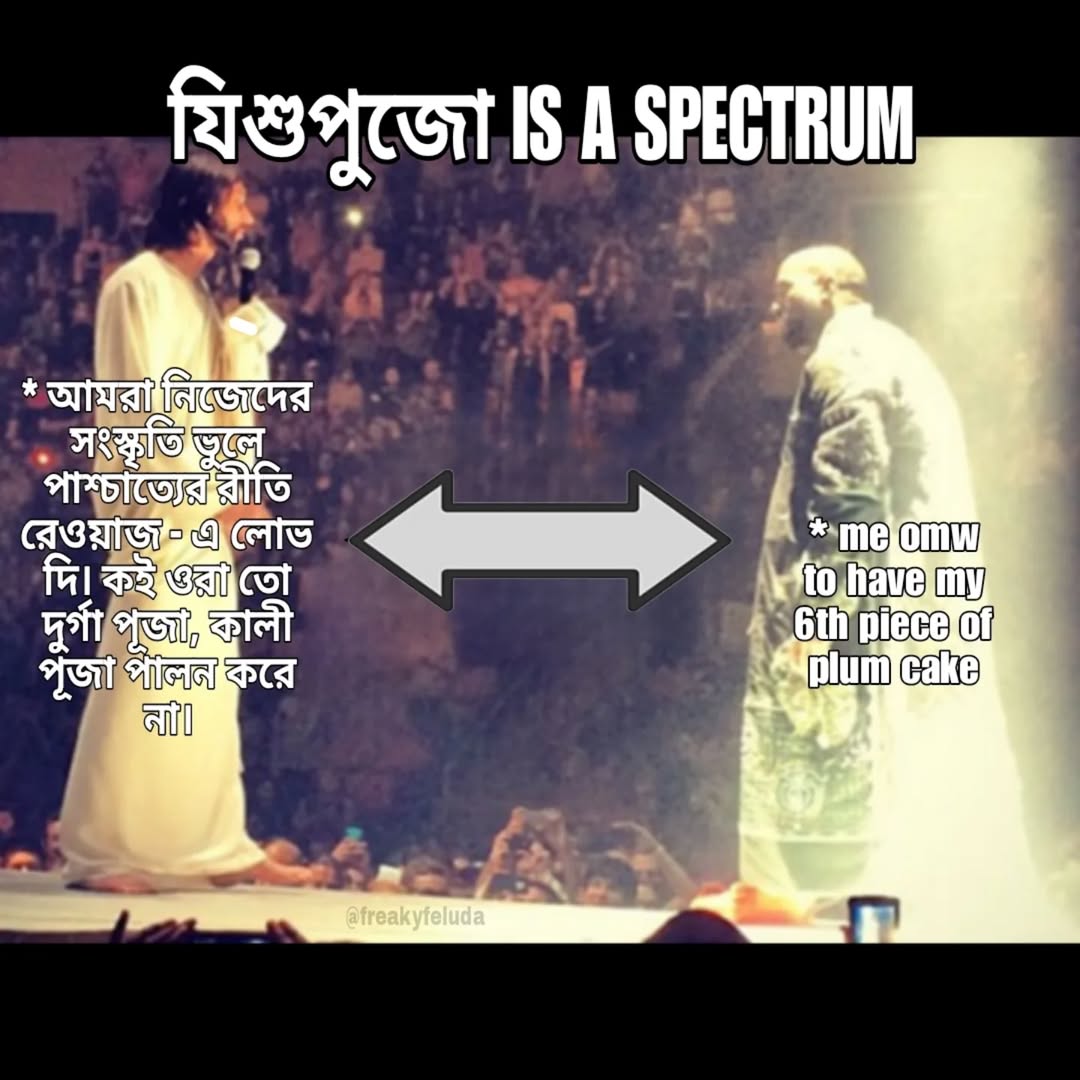 যিশুপুজো IS A SPECTRUM
* আমরা নিজেদের
সংস্কৃতি ভুলে
পাশ্চাত্যের রীতি
রেওয়াজ - এ লোভ
দি। কই ওরা তো
দুর্গা পূজা, কালী
পূজা পালন করে
না।
* me omw
to have my
6th piece of
plum cake
@freakyfeluda